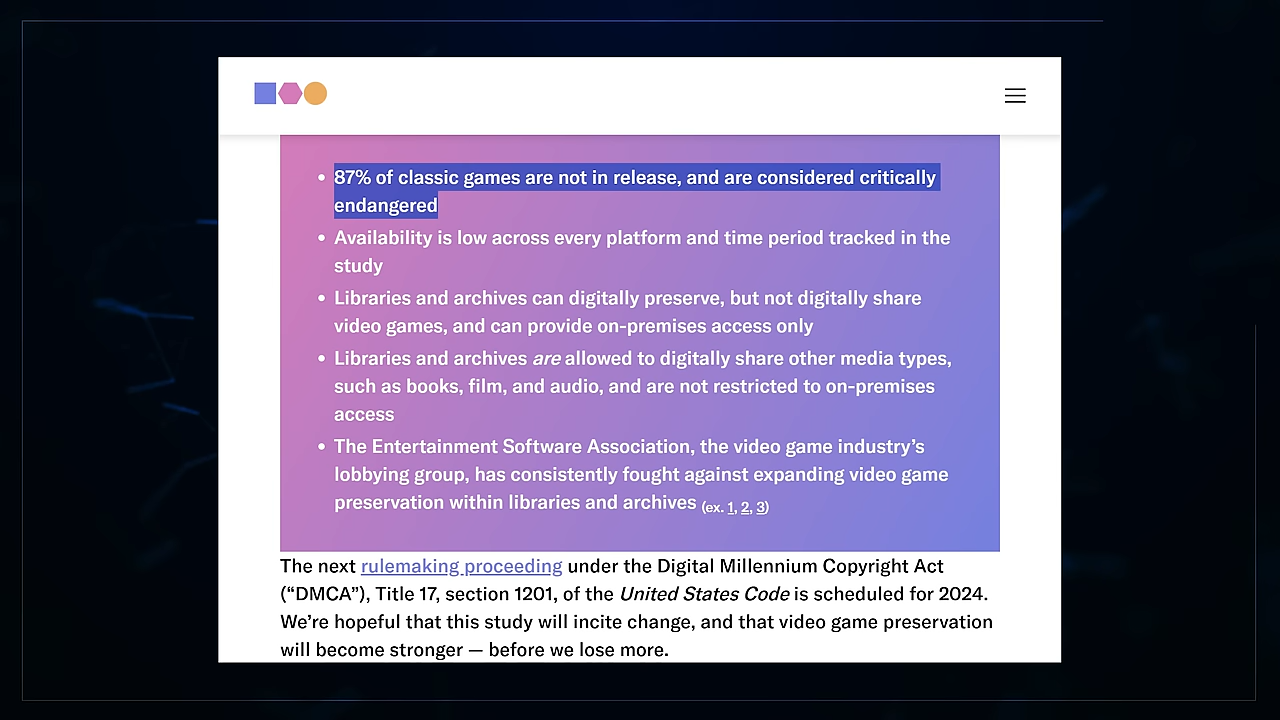 87% of classic games are not in release, and are considered critically
endangered
Availability is low across every platform and time period tracked in the
study
Libraries and archives can digitally preserve, but not digitally share
video games, and can provide on-premises access only
Libraries and archives are allowed to digitally share other media types,
such as books, film, and audio, and are not restricted to on-premises
access
The Entertainment Software Association, the video game industry’s
lobbying group, has consistently fought against expanding video game
preservation within libraries and archives (ex. 1, 2, 3)
The next rulemaking proceeding under the Digital Millennium Copyright Act
(“DMCA”), Title 17, section 1201, of the United States Code is scheduled for 2024.
We’re hopeful that this study will incite change, and that video game preservation
will become stronger — before we lose more.